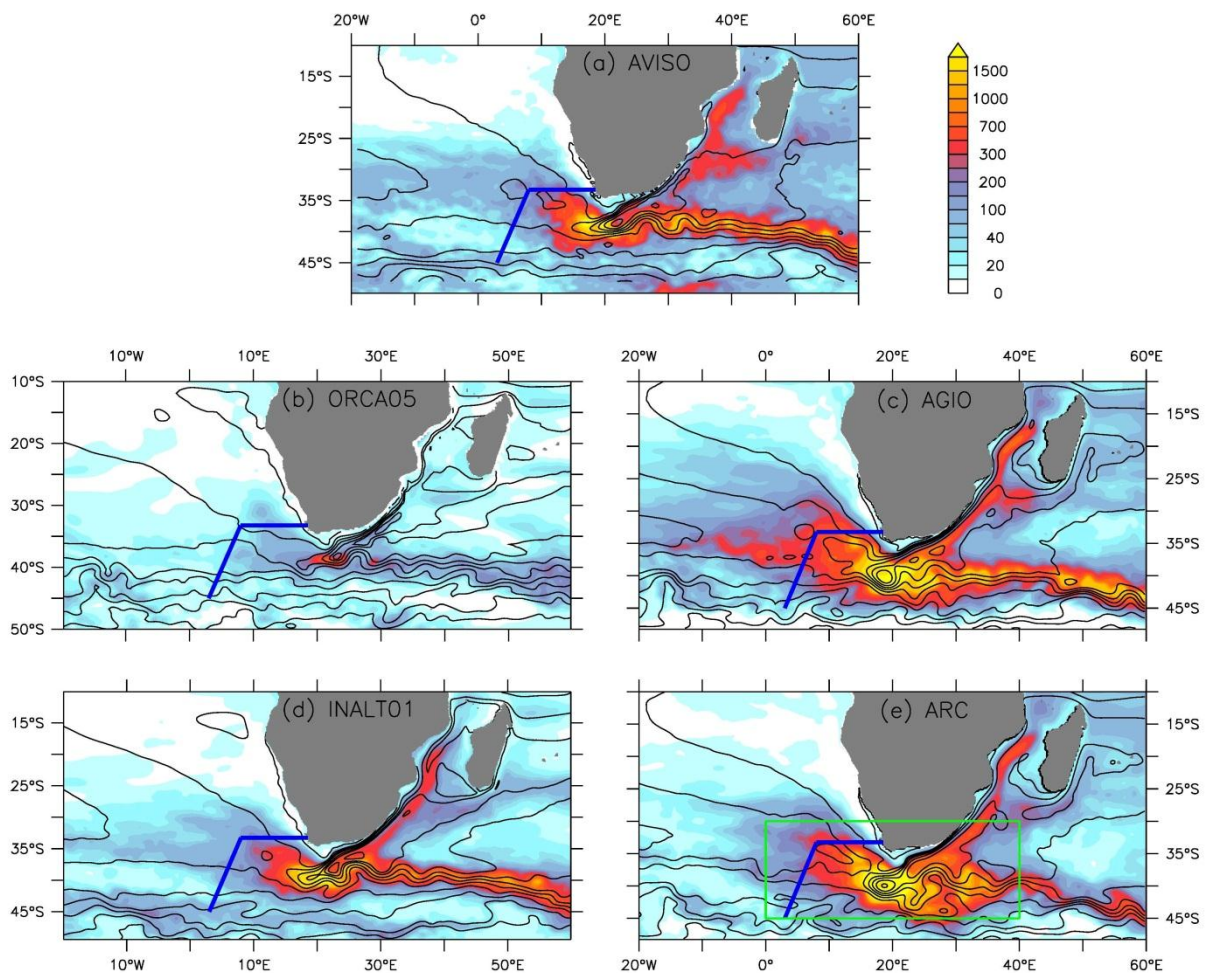 20°W 0° 20°E 40°E 60°E
(a) AVISO
15°S
25°S
35°S
45°S
1500
1000
700
300
200
100
40
20
0
10°W 10°E 30°E 50°E
10°S
20°S
30°S
40°S
50°S
(b) ORCA05
20°W 0° 20°E 40°E 60°E
(c) AGIO
15°S
25°S
35°S
45°S
15°S
25°S
35°S
45°S
(d) INALT01
10°W 10°E 30°E 50°E
(e) ARC
15°S
25°S
35°S
45°S
20°W 0° 20°E 40°E 60°E